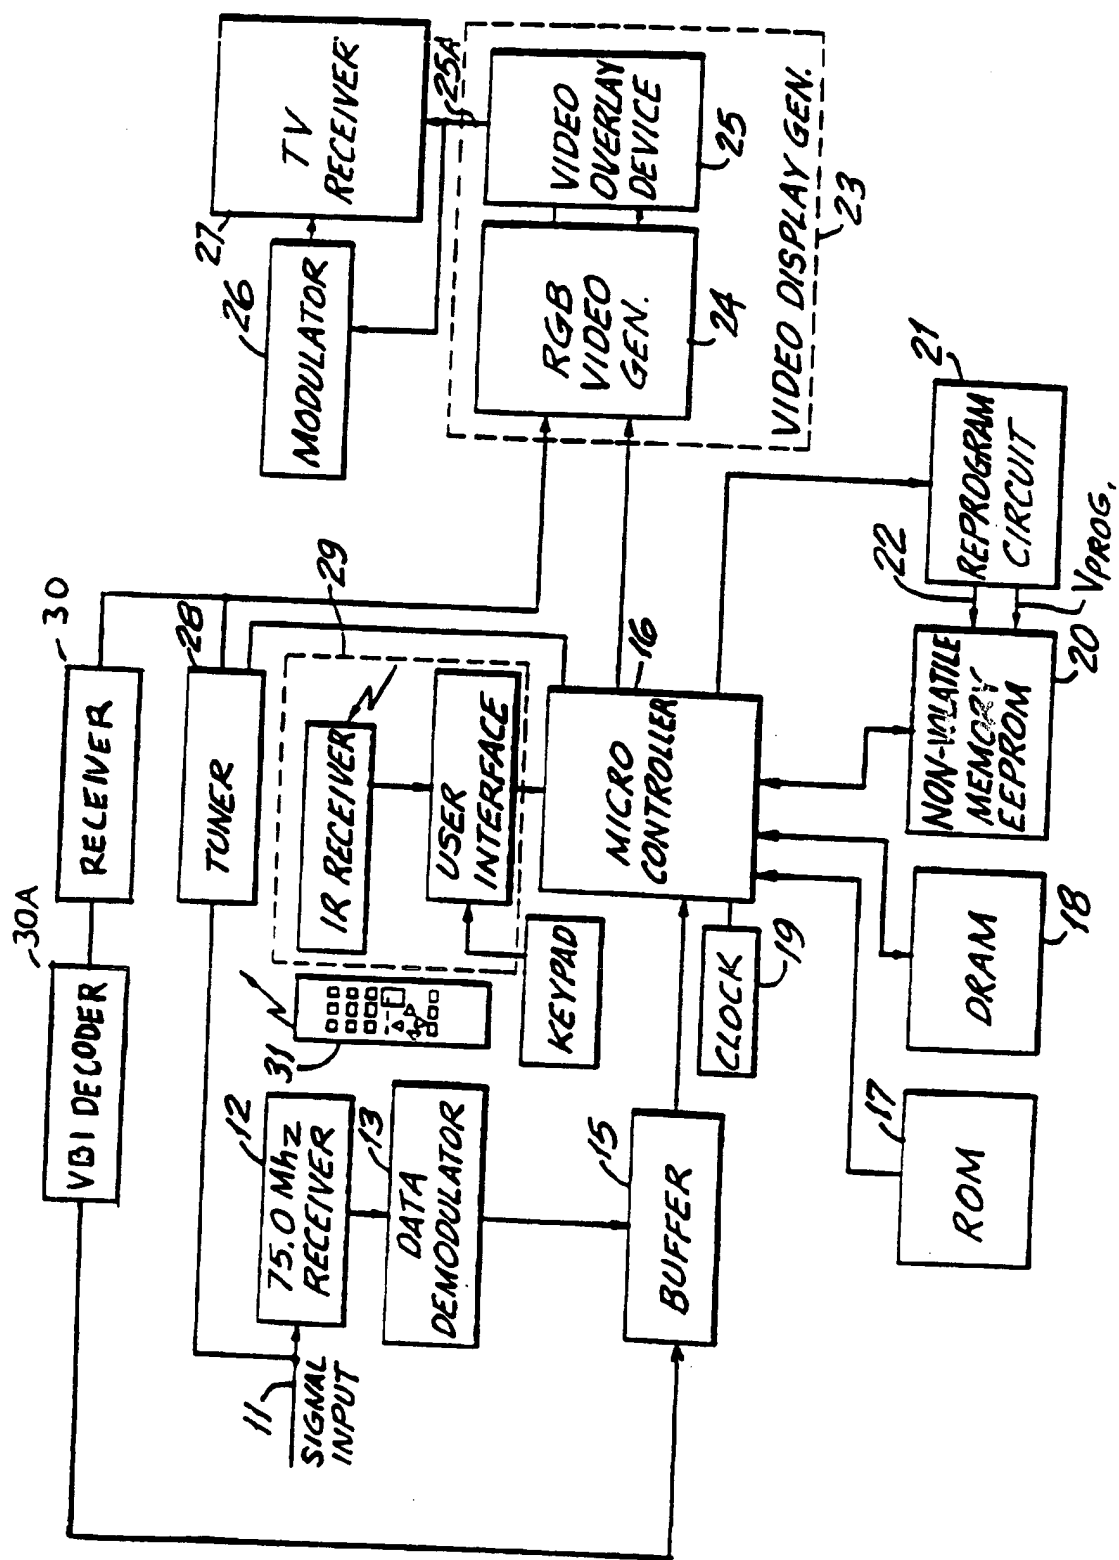 30A
VBI DECODER
30
RECEIVER
28
TUNER
29
IR RECEIVER
USER
INTERFACE
31
KEYPAD
11
SIGNAL
INPUT
12
75.0 Mhz
RECEIVER
13
DATA
DEMODULATOR
15
BUFFER
16
MICRO
CONTROLLER
CLOCK
19
17
ROM
DRAM
18
NON-VOLATILE
MEMORY
EEPROM
20
22
VPROG.
21
REPROGRAM
CIRCUIT
26
MODULATOR
27
TV
RECEIVER
25A
RGB
VIDEO
GEN.
24
VIDEO
OVERLAY
DEVICE
25
VIDEO DISPLAY GEN.
23